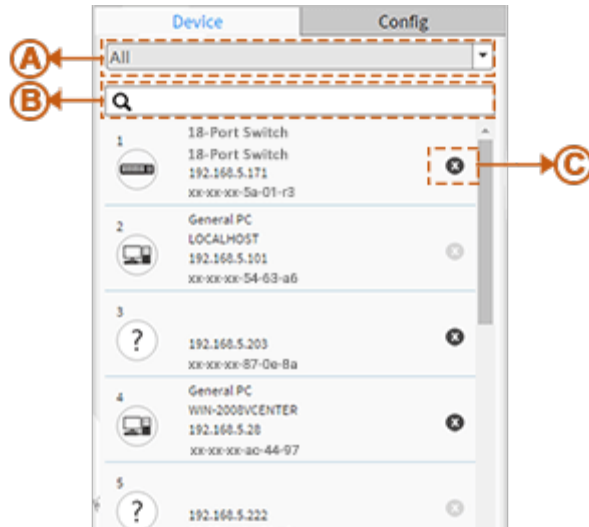 Device
Config
A
All
B
1
18-Port Switch
18-Port Switch
192.168.5.171
xx-xx-xx-5a-01-r3
C
2
General PC
LOCALHOST
192.168.5.101
xx-xx-xx-54-63-a6
3
?
192.168.5.203
xx-xx-xx-87-0e-8a
4
General PC
WIN-2008VCENTER
192.168.5.28
xx-xx-xx-ac-44-97
5
?
192.168.5.222